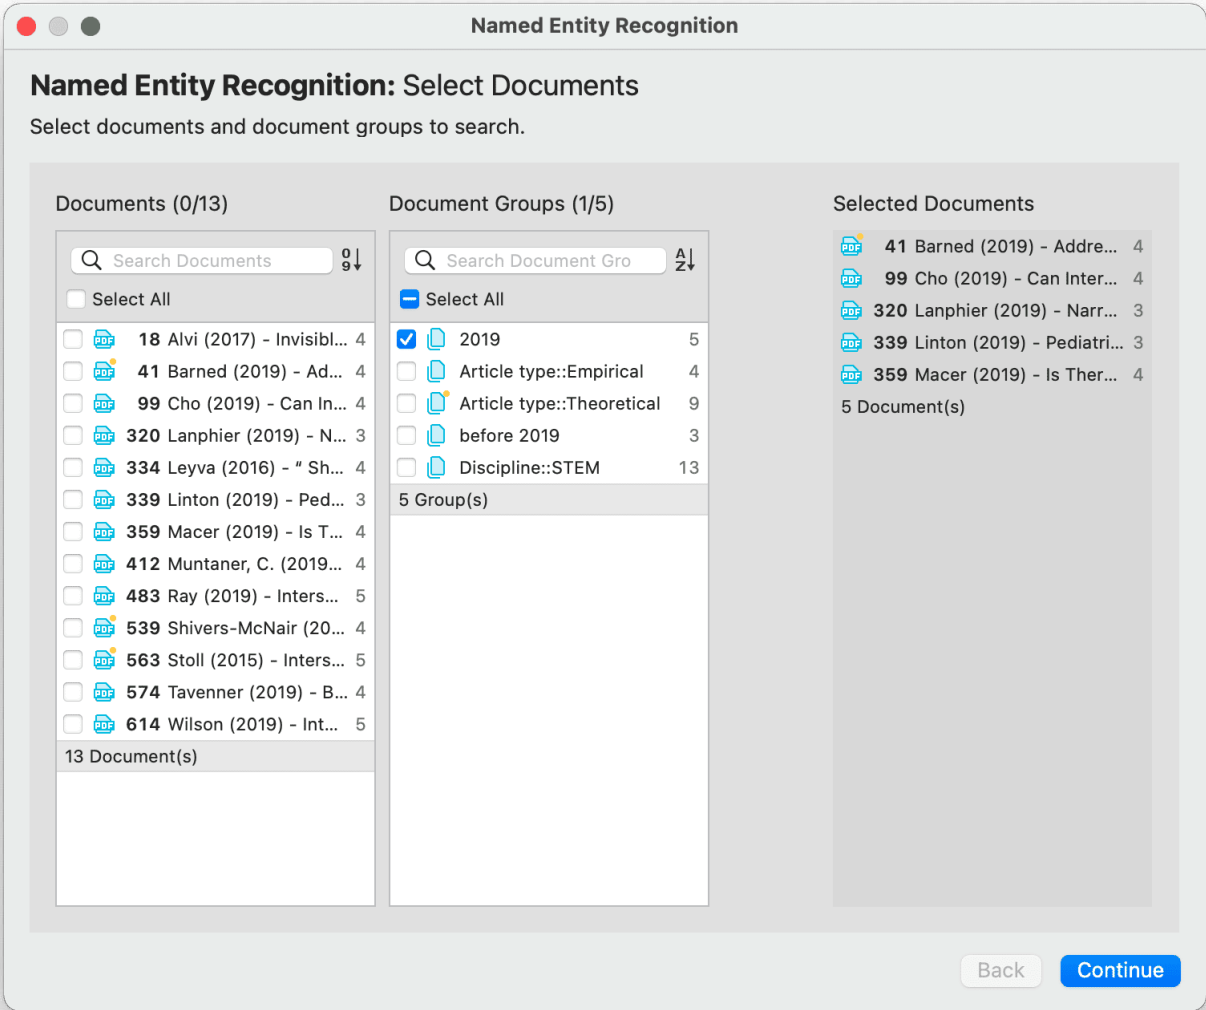 Named Entity Recognition
Named Entity Recognition: Select Documents
Select documents and document groups to search.
Documents (0/13)
Search Documents
Select All
18 Alvi (2017) - Invisibl... 4
41 Barned (2019) - Ad... 4
99 Cho (2019) - Can In... 4
320 Lanphier (2019) - N... 3
334 Leyva (2016) - “ Sh... 4
339 Linton (2019) - Ped... 3
359 Macer (2019) - Is T... 4
412 Muntaner, C. (2019... 4
483 Ray (2019) - Inters... 5
539 Shivers-McNair (20... 4
563 Stoll (2015) - Inters... 5
574 Tavenner (2019) - B... 4
614 Wilson (2019) - Int... 5
13 Document(s)
Document Groups (1/5)
Search Document Gro
Select All
2019 5
Article type::Empirical 4
Article type::Theoretical 9
before 2019 3
Discipline::STEM 13
5 Group(s)
Selected Documents
41 Barned (2019) - Addre... 4
99 Cho (2019) - Can Inter... 4
320 Lanphier (2019) - Narr... 3
339 Linton (2019) - Pediatri... 3
359 Macer (2019) - Is Ther... 4
5 Document(s)
Back
Continue